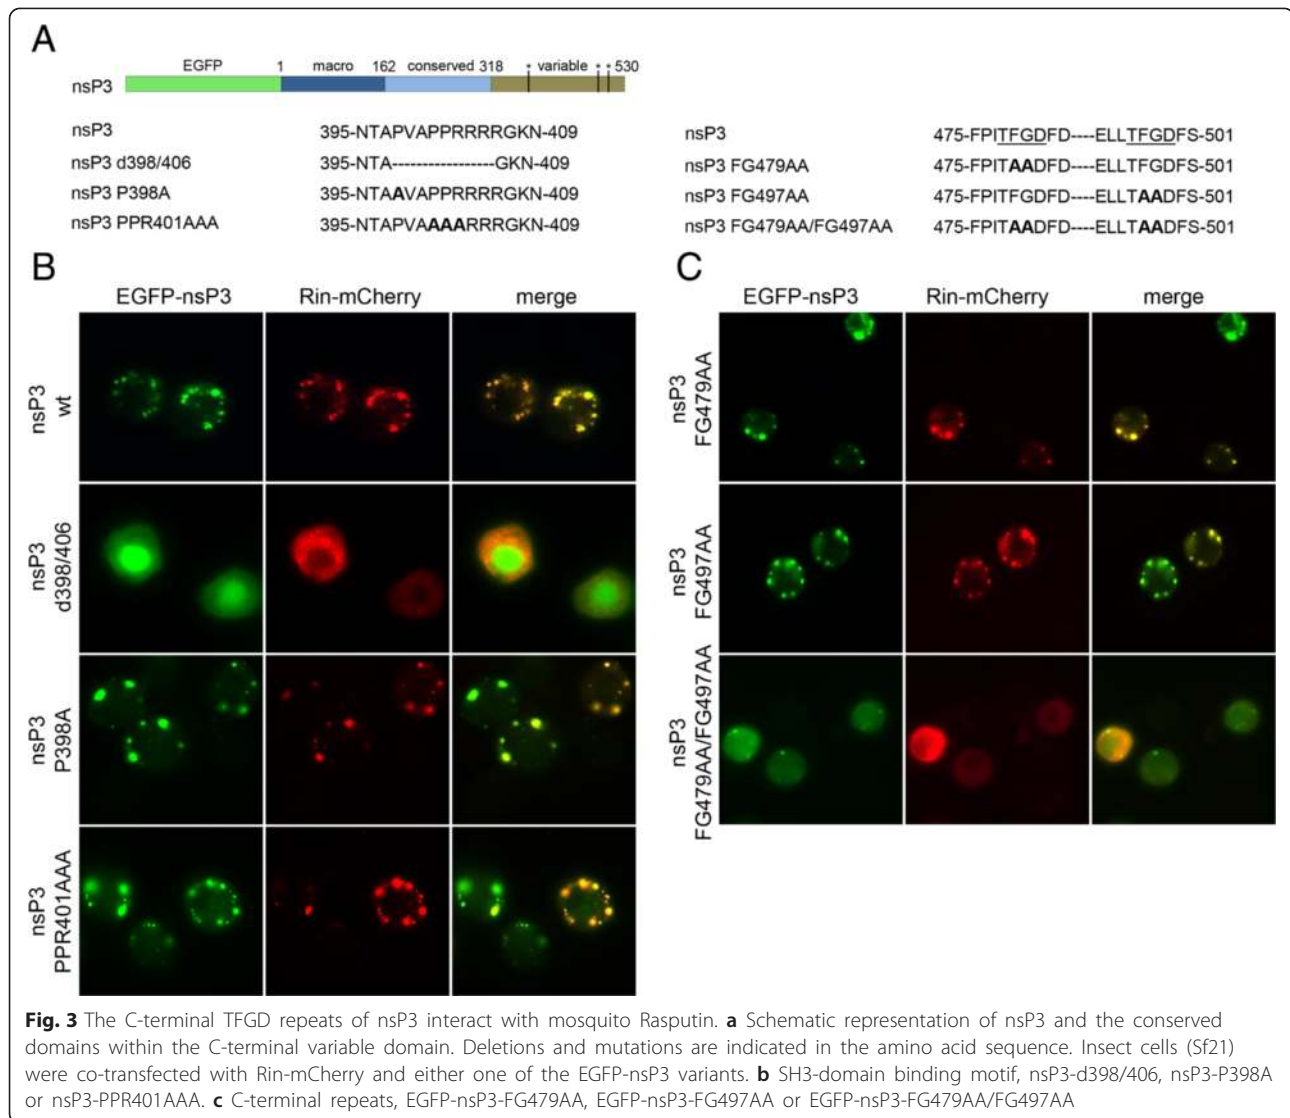 A
EGFP 1 macro 162 conserved 318 * variable * * 530
nsP3
nsP3 395-NTAPVAPPRRRRGKN-409
nsP3 d398/406 395-NTA-----------------GKN-409
nsP3 P398A 395-NTAAVAPPRRRRGKN-409
nsP3 PPR401AAA 395-NTAPVAAAARRRGKN-409
nsP3 475-FPITFGDFD----ELLTFGDFS-501
nsP3 FG479AA 475-FPITAADFD----ELLTFGDFS-501
nsP3 FG497AA 475-FPITFGDFD----ELLTAADFS-501
nsP3 FG479AA/FG497AA 475-FPITAADFD----ELLTAADFS-501
B
EGFP-nsP3 Rin-mCherry merge
nsP3
wt
nsP3
d398/406
nsP3
P398A
nsP3
PPR401AAA
C
EGFP-nsP3 Rin-mCherry merge
nsP3
FG479AA
nsP3
FG497AA
nsP3
FG479AA/FG497AA
Fig. 3 The C-terminal TFGD repeats of nsP3 interact with mosquito Rasputin. a Schematic representation of nsP3 and the conserved
domains within the C-terminal variable domain. Deletions and mutations are indicated in the amino acid sequence. Insect cells (Sf21)
were co-transfected with Rin-mCherry and either one of the EGFP-nsP3 variants. b SH3-domain binding motif, nsP3-d398/406, nsP3-P398A
or nsP3-PPR401AAA. c C-terminal repeats, EGFP-nsP3-FG479AA, EGFP-nsP3-FG497AA or EGFP-nsP3-FG479AA/FG497AA